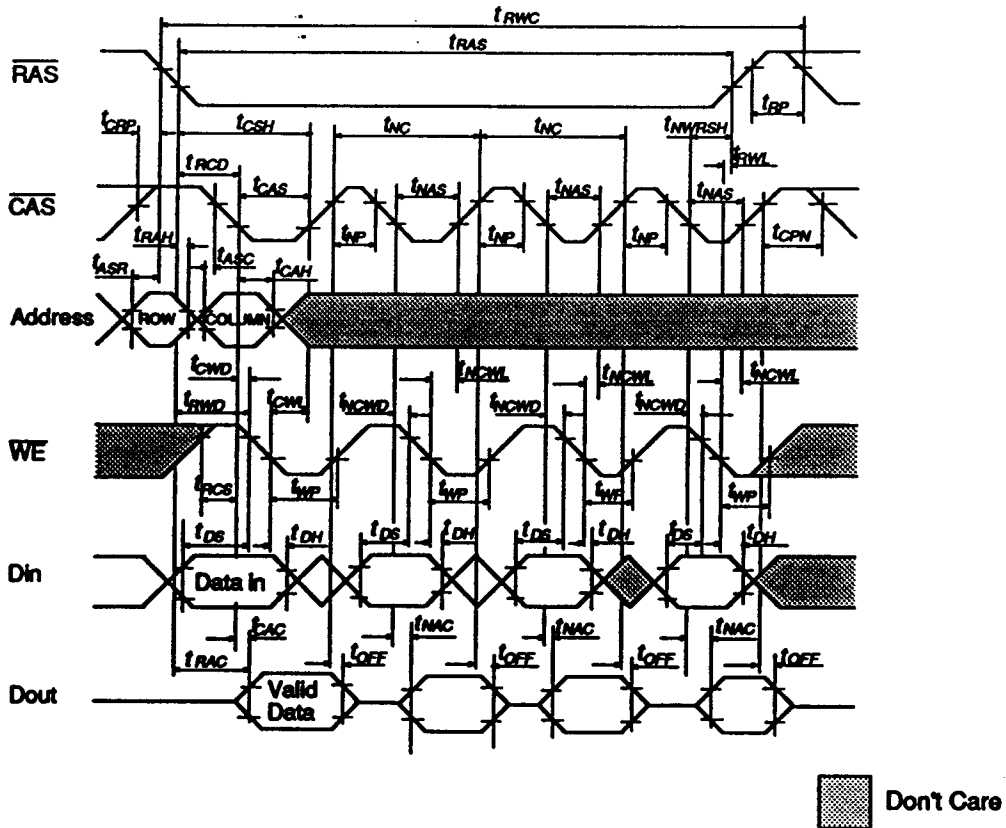 tRWC
tRAS
RAS
tRP
tCRP tCSH tNC tNC tNWRSH
tRWL
tRCD
tCAS tNAS tNAS tNAS
CAS
tRAH tNP tNP tNP tCPN
tASR tASC tCAH
Address ROW COLUMN
tCWD tNCWL tNCWL tNCWL
tRWD tCWL tNCWD tNCWD tNCWD
WE
tRCS tWP tWP tWP tWP
tDS tDH tDS tDH tDS tDH tDS tDH
Din Data in
tCAC tNAC tNAC tNAC
tRAC tOFF tOFF tOFF tOFF
Dout Valid
Data
Don't Care